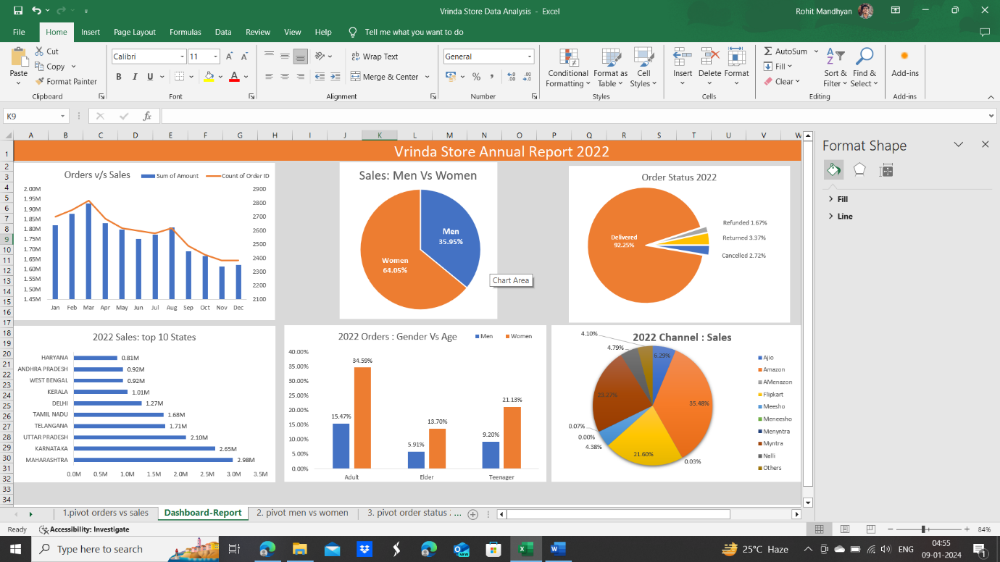 Vrinda Store Data Analysis - Excel
Rohit Mandhyan
File Home Insert Page Layout Formulas Data Review View Help Tell me what you want to do
Paste
Cut
Copy
Format Painter
Clipboard
Calibri 11
B I U
Font
Wrap Text
Merge & Center
Alignment
General
Number
Conditional Formatting
Format as Table
Cell Styles
Styles
Insert Delete Format
Cells
AutoSum
Fill
Clear
Sort & Filter
Find & Select
Editing
Add-ins
Add-ins
K9
fx
A B C D E F G H I J K L M N O P Q R S T U V W
1
2
3
4
5
6
7
8
9
10
11
12
13
14
15
16
17
18
19
20
21
22
23
24
25
26
27
28
29
30
31
32
33
34
Vrinda Store Annual Report 2022
Orders v/s Sales
Sum of Amount Count of Order ID
2.00M
1.95M
1.90M
1.85M
1.80M
1.75M
1.70M
1.65M
1.60M
1.55M
1.50M
1.45M
2900
2800
2700
2600
2500
2400
2300
2200
2100
Jan Feb Mar Apr May Jun Jul Aug Sep Oct Nov Dec
Sales: Men Vs Women
Men
35.95%
Women
64.05%
Chart Area
Order Status 2022
Delivered
92.25%
Refunded 1.67%
Returned 3.37%
Cancelled 2.72%
2022 Sales: top 10 States
HARYANA 0.81M
ANDHRA PRADESH 0.92M
WEST BENGAL 0.92M
KERALA 1.01M
DELHI 1.27M
TAMIL NADU 1.68M
TELANGANA 1.71M
UTTAR PRADESH 2.10M
KARNATAKA 2.65M
MAHARASHTRA 2.98M
0.0M 0.5M 1.0M 1.5M 2.0M 2.5M 3.0M 3.5M
2022 Orders : Gender Vs Age
Men Women
40.00%
35.00%
30.00%
25.00%
20.00%
15.00%
10.00%
5.00%
0.00%
15.47% 34.59%
5.91% 13.70%
9.20% 21.13%
Adult Elder Teenager
2022 Channel : Sales
4.10%
4.79%
6.29%
35.48%
23.27%
0.07%
0.00%
4.38%
21.60%
0.03%
Ajio
Amazon
AMenazon
Flipkart
Meesho
Meneesho
Menyntra
Myntra
Nalli
Others
Format Shape
Fill
Line
1.pivot orders vs sales Dashboard-Report 2. pivot men vs women 3. pivot order status : ...
Ready Accessibility: Investigate
84%
Type here to search
25°C Haze
ENG
04:55
09-01-2024
1